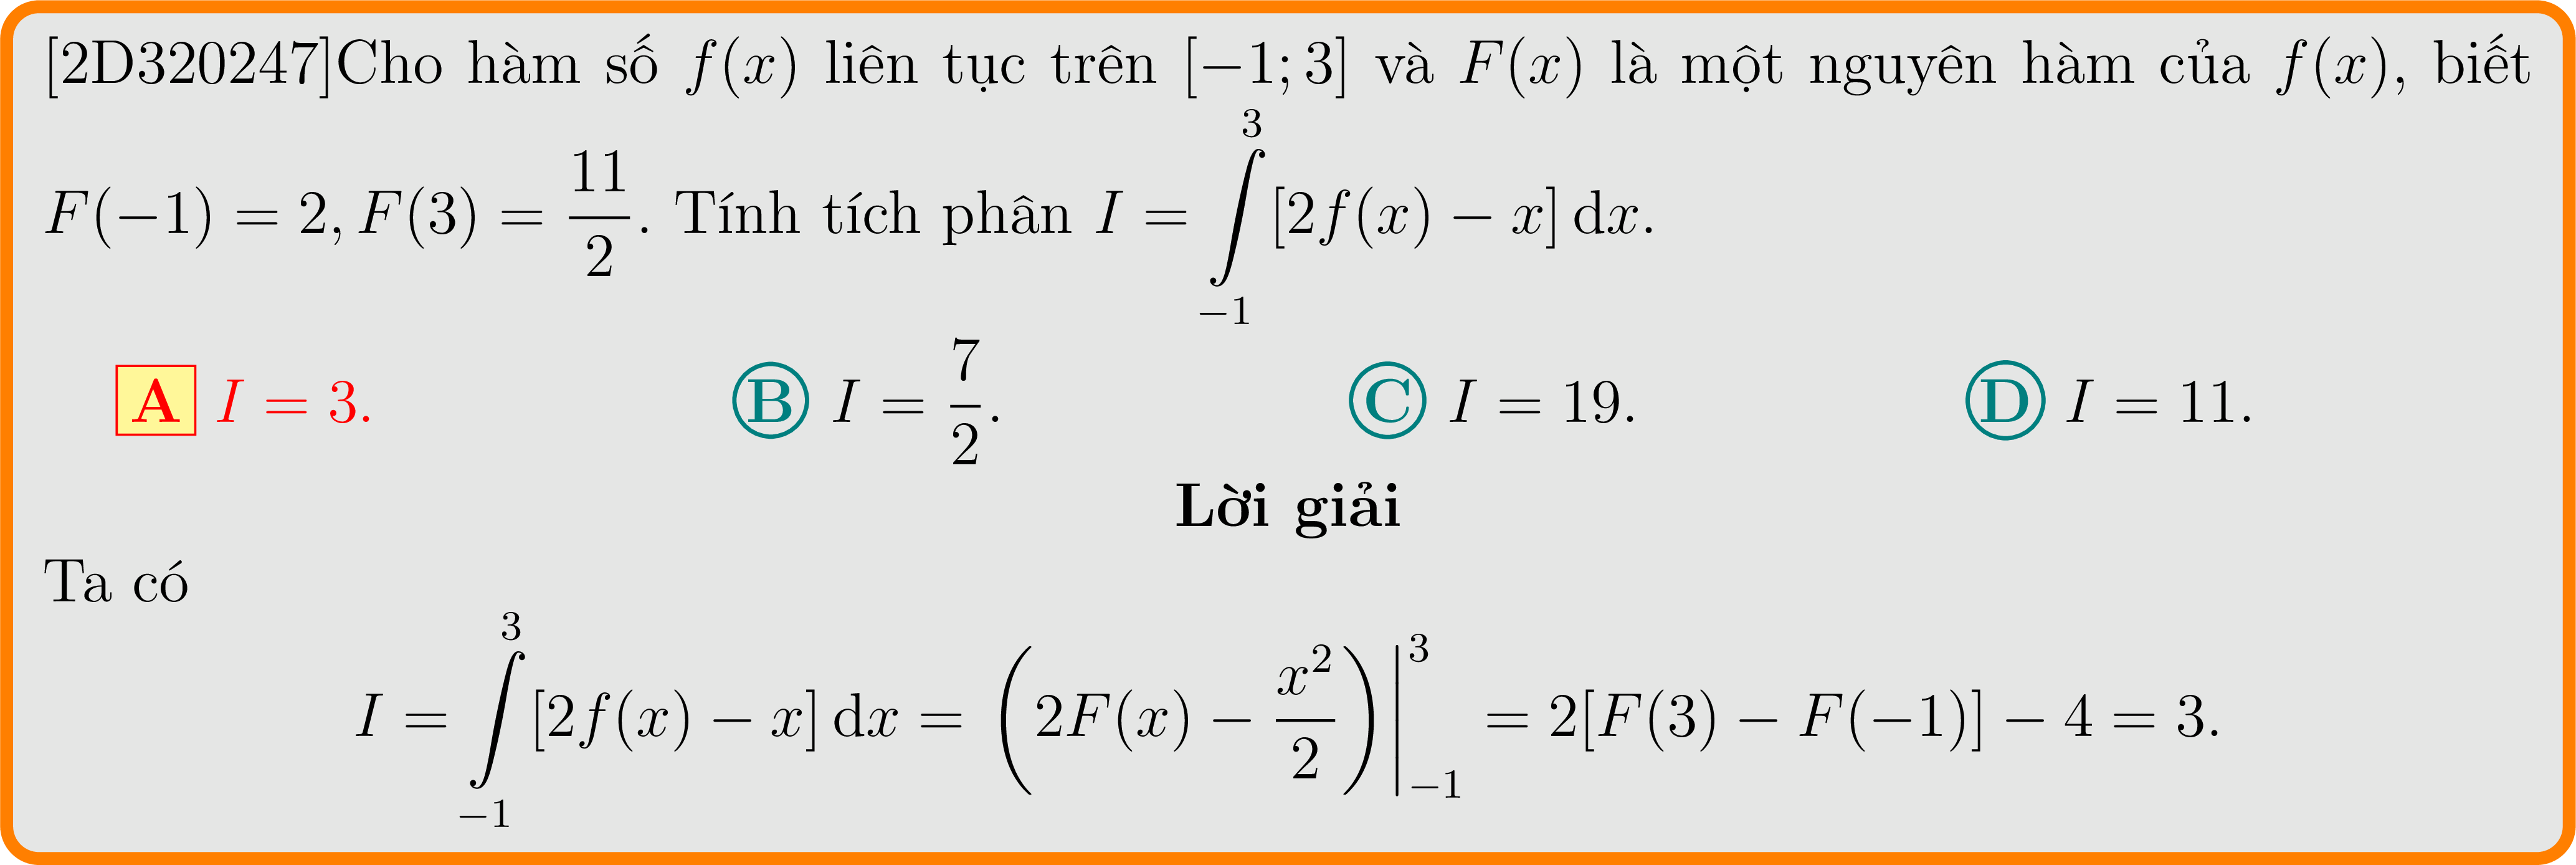 [2D320247]Cho hàm số $f(x)$ liên tục trên $[-1; 3]$ và $F(x)$ là một nguyên hàm của $f(x)$, biết
$F(-1) = 2, F(3) = \dfrac{11}{2}$. Tính tích phân $I = \int\limits_{-1}^{3} [2f(x) - x] \, \mathrm{d}x$.
A $I = 3$. B $I = \dfrac{7}{2}$. C $I = 19$. D $I = 11$.
Lời giải
Ta có
$I = \int\limits_{-1}^{3} [2f(x) - x] \, \mathrm{d}x = \left( 2F(x) - \dfrac{x^2}{2} \right) \bigg|_{-1}^{3} = 2[F(3) - F(-1)] - 4 = 3.$